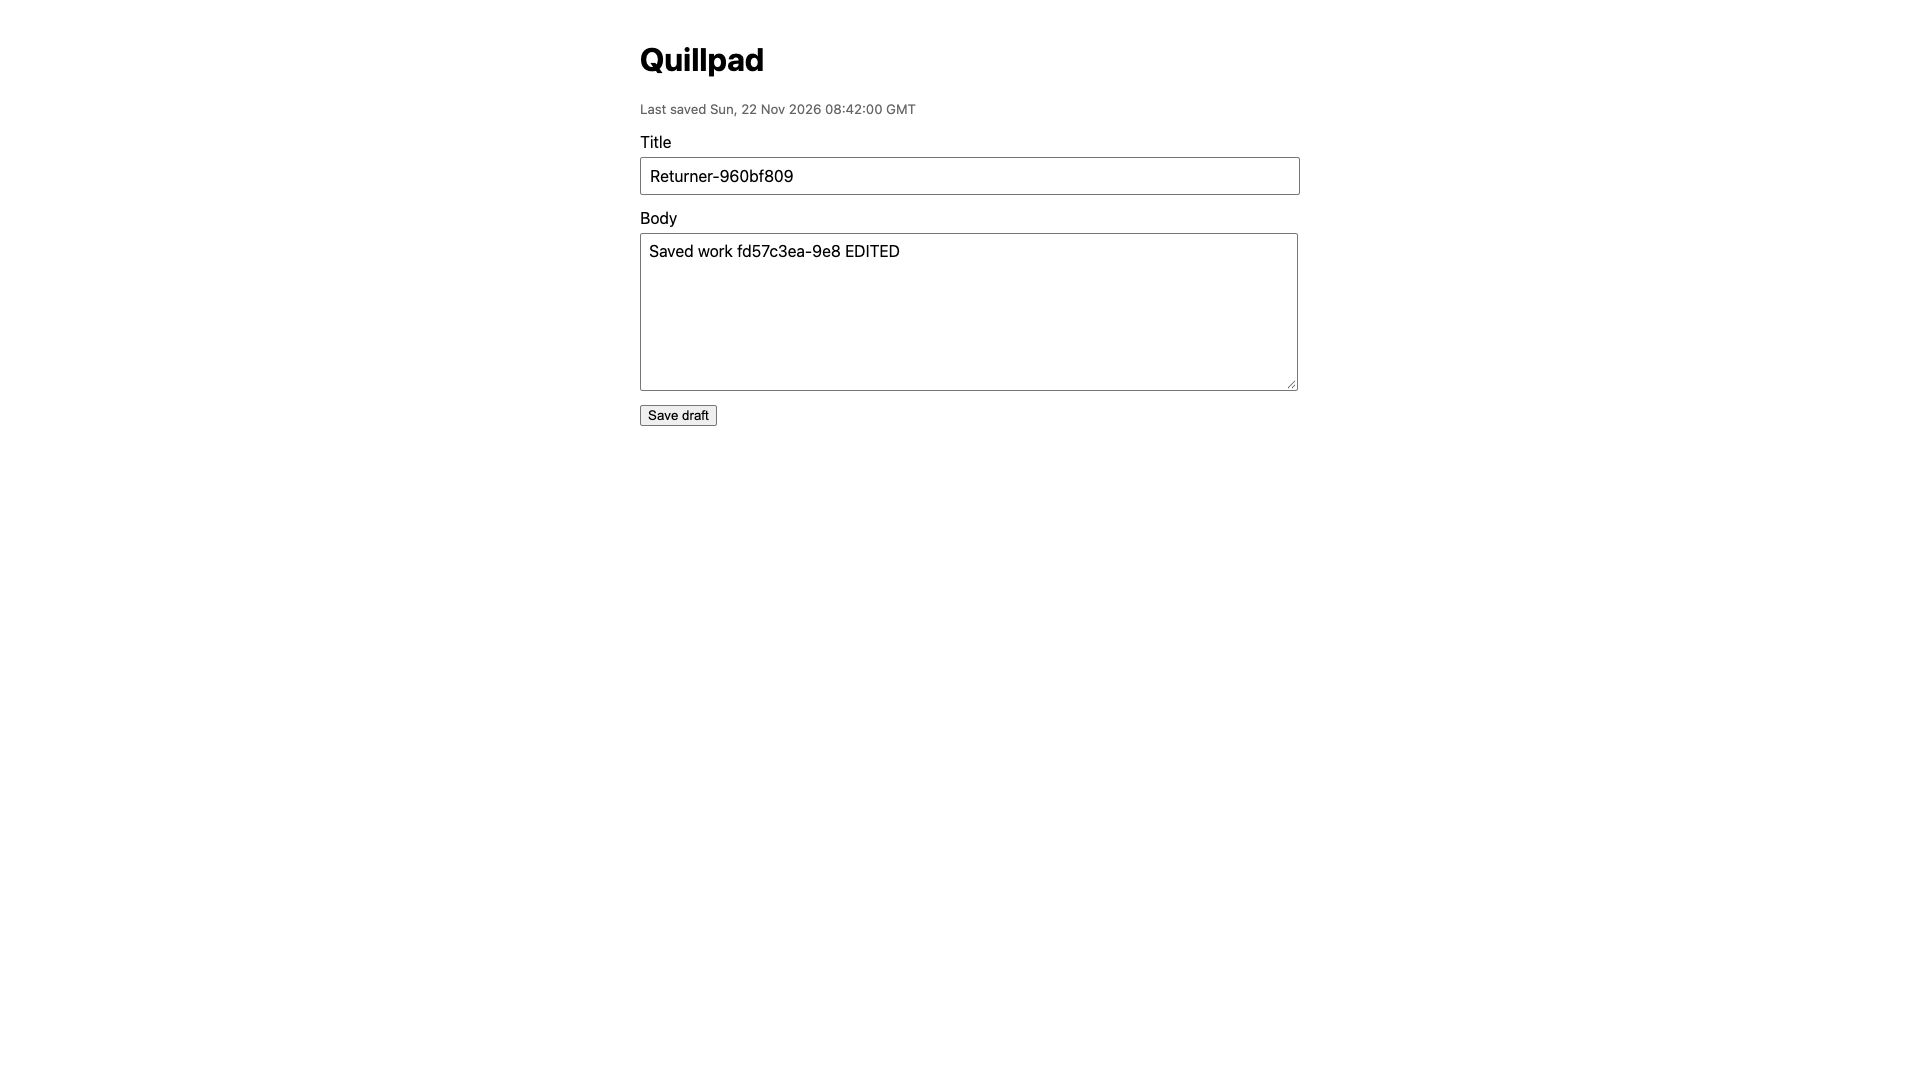 Quillpad
Last saved Sun, 22 Nov 2026 08:42:00 GMT
Title
Returner-960bf809
Body
Saved work fd57c3ea-9e8 EDITED
Save draft